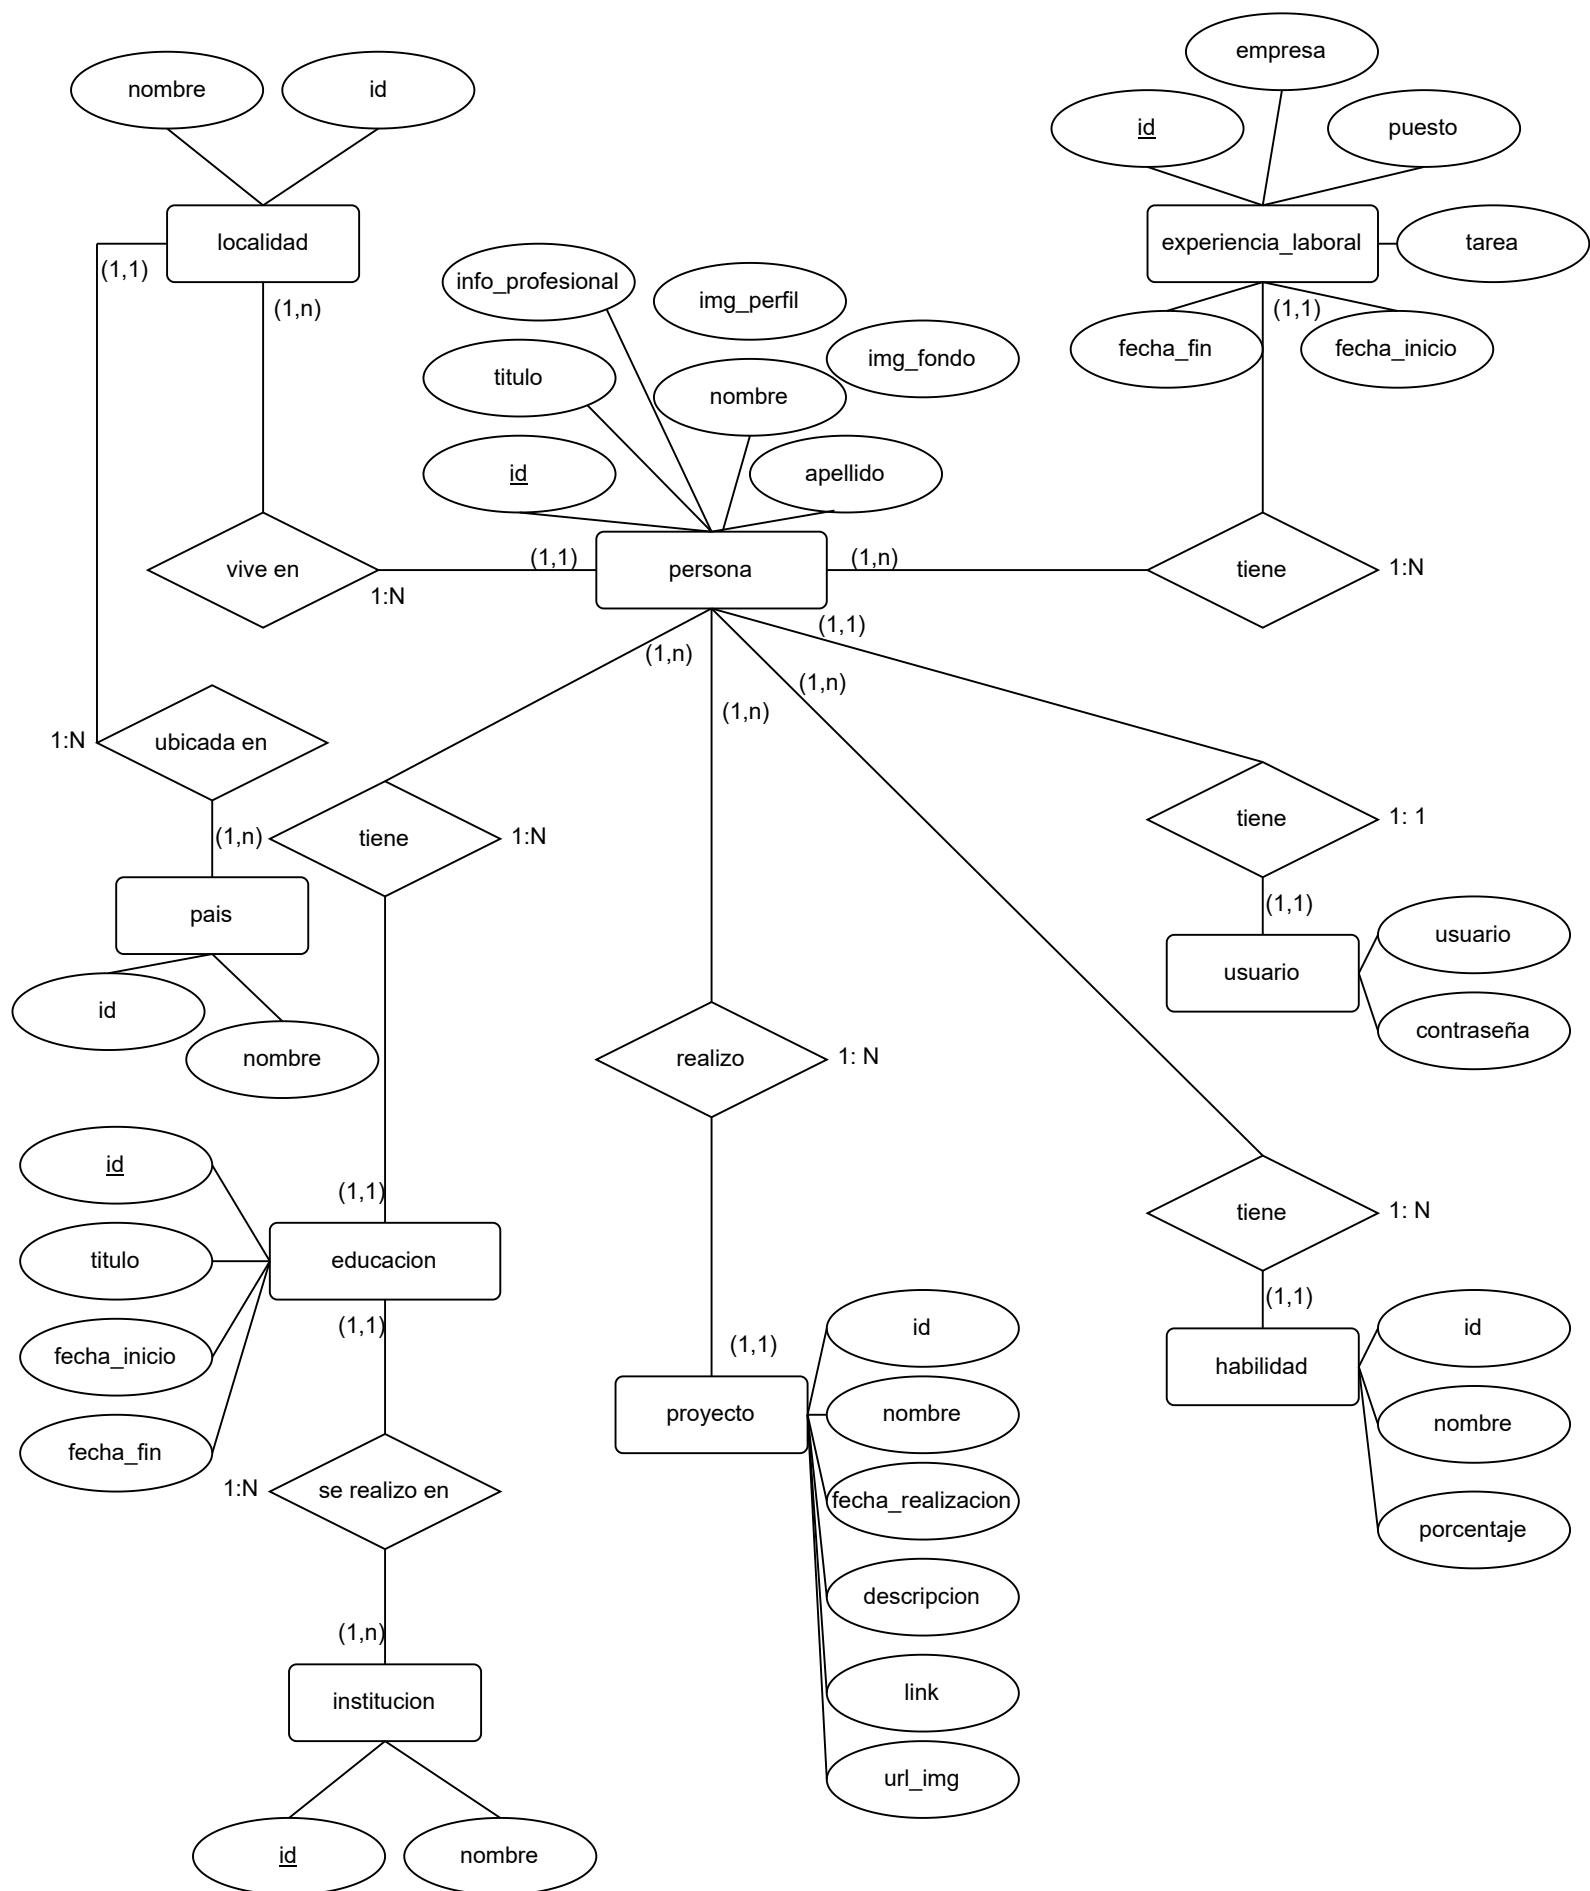 empresa
nombre
id
id
puesto
localidad
experiencia_laboral
tarea
(1,1)
info_profesional
img_perfil
(1,n)
(1,1)
fecha_fin
fecha_inicio
img_fondo
titulo
nombre
id
apellido
vive en
(1,1)
persona
(1,n)
tiene
1:N
1:N
(1,1)
(1,n)
(1,n)
(1,n)
1:N
ubicada en
(1,n)
tiene
1:N
tiene
1: 1
pais
(1,1)
usuario
usuario
id
contraseña
nombre
realizo
1: N
id
(1,1)
tiene
1: N
titulo
educacion
(1,1)
(1,1)
id
id
fecha_inicio
(1,1)
habilidad
proyecto
nombre
nombre
fecha_fin
1:N
se realizo en
fecha_realizacion
porcentaje
descripcion
(1,n)
institucion
link
url_img
id
nombre